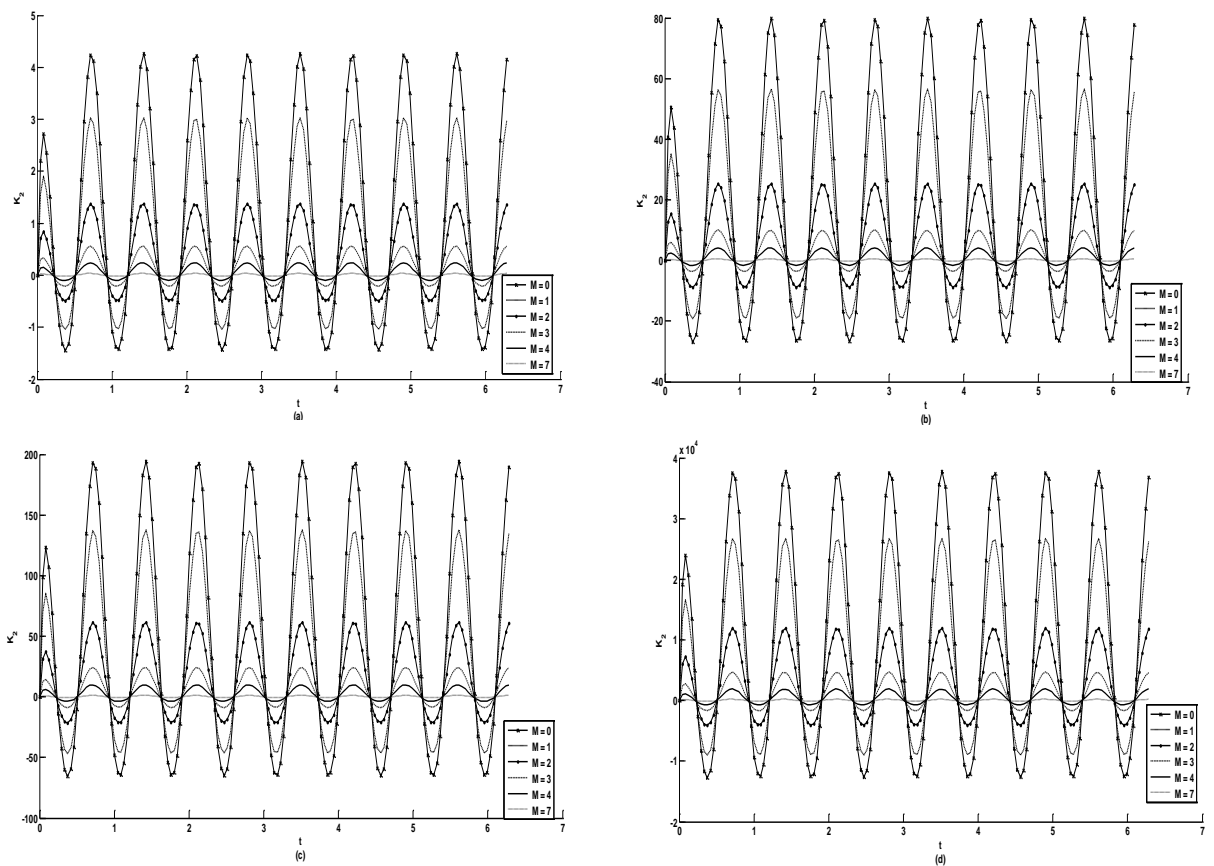 5
4
3
2
1
0
-1
-2
K₂
0 1 2 3 4 5 6 7
t
(a)
M = 0
M = 1
M = 2
M = 3
M = 4
M = 7
80
60
40
20
0
-20
-40
K₂
0 1 2 3 4 5 6 7
t
(b)
M = 0
M = 1
M = 2
M = 3
M = 4
M = 7
200
150
100
50
0
-50
-100
K₂
0 1 2 3 4 5 6 7
t
(c)
M = 0
M = 1
M = 2
M = 3
M = 4
M = 7
x 10⁴
4
3
2
1
0
-1
-2
K₂
0 1 2 3 4 5 6 7
t
(d)
M = 0
M = 1
M = 2
M = 3
M = 4
M = 7